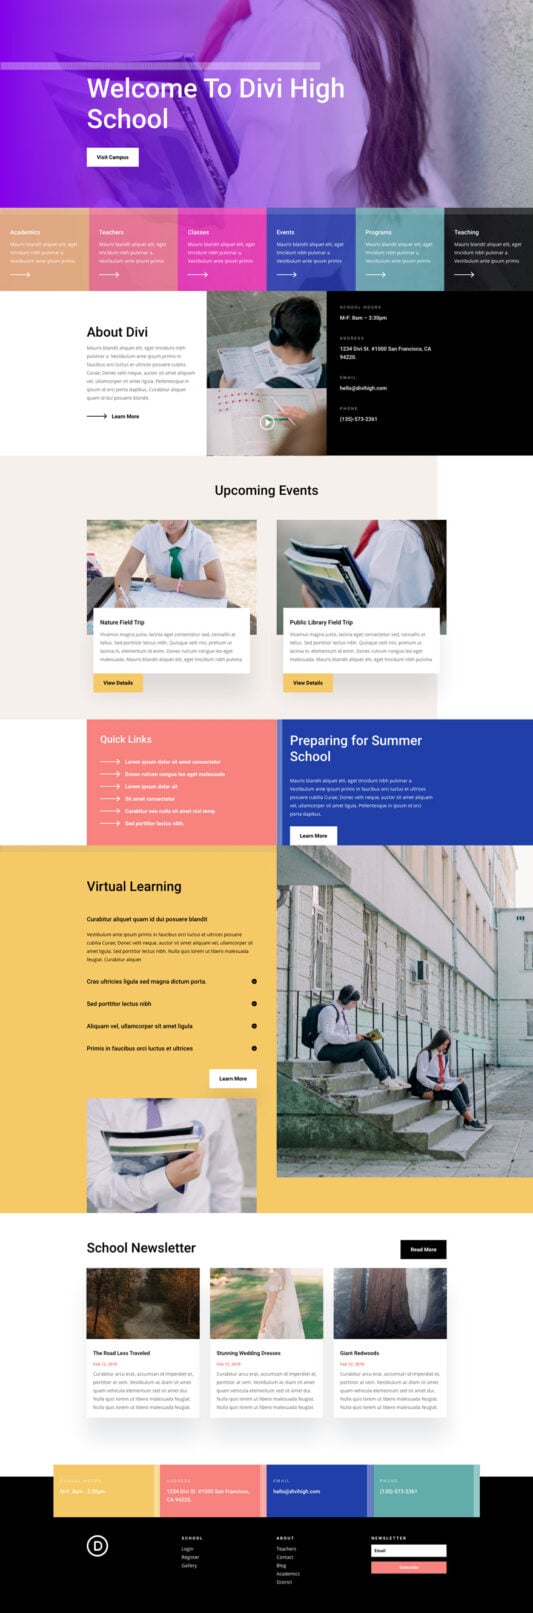 Welcome To Divi High
School
Visit Campus
Academics
Mauris blandit aliquet elit, eget
tincidunt nibh pulvinar a.
Vestibulum ante ipsum primis
Teachers
Mauris blandit aliquet elit, eget
tincidunt nibh pulvinar a.
Vestibulum ante ipsum primis
Classes
Mauris blandit aliquet elit, eget
tincidunt nibh pulvinar a.
Vestibulum ante ipsum primis
Events
Mauris blandit aliquet elit, eget
tincidunt nibh pulvinar a.
Vestibulum ante ipsum primis
Programs
Mauris blandit aliquet elit, eget
tincidunt nibh pulvinar a.
Vestibulum ante ipsum primis
Teaching
Mauris blandit aliquet elit, eget
tincidunt nibh pulvinar a.
Vestibulum ante ipsum primis
About Divi
Mauris blandit aliquet elit, eget tincidunt nibh
pulvinar a. Vestibulum ante ipsum primis in
faucibus orci luctus et ultrices posuere cubilia
Curae; Donec velit neque, auctor sit amet aliquam
vel, ullamcorper sit amet ligula. Pellentesque in
ipsum id orci porta dapibus. Curabitur aliquet
quam id dui posuere blandit.
Learn More
SCHOOL HOURS
M-F: 8am – 3:30pm
ADDRESS
1234 Divi St. #1000 San Francisco, CA
94220.
EMAIL
hello@divihigh.com
PHONE
(135)-573-2361
Upcoming Events
Nature Field Trip
Vivamus magna justo, lacinia eget consectetur sed, convallis at
tellus. Sed porttitor lectus nibh. Quisque velit nisi, pretium ut
lacinia in, elementum id enim. Donec rutrum congue leo eget
malesuada. Mauris blandit aliquet elit, eget tincidunt nibh pulvinar
View Details
Public Library Field Trip
Vivamus magna justo, lacinia eget consectetur sed, convallis at
tellus. Sed porttitor lectus nibh. Quisque velit nisi, pretium ut
lacinia in, elementum id enim. Donec rutrum congue leo eget
malesuada. Mauris blandit aliquet elit, eget tincidunt nibh pulvinar
View Details
Quick Links
Lorem ipsum dolor sit amet consectetur
Donec rutrum congue leo eget malesuada
Lorem ipsum dolor sit
Sit amet consectetur
Curabitur non nulla sit amet nisl temp
Sed porttitor lectus nibh.
Preparing for Summer
School
Mauris blandit aliquet elit, eget tincidunt nibh pulvinar a.
Vestibulum ante ipsum primis in faucibus orci luctus et ultrices
posuere cubilia Curae; Donec velit neque, auctor sit amet aliquam
vel, ullamcorper sit amet ligula. Pellentesque in ipsum id orci
porta dapibus.
Learn More
Virtual Learning
Curabitur aliquet quam id dui posuere blandit
Vestibulum ante ipsum primis in faucibus orci luctus et ultrices posuere
cubilia Curae; Donec velit neque, auctor sit amet aliquam vel, ullamcorper sit
amet ligula. Sed porttitor lectus nibh. Nulla quis lorem ut libero malesuada
feugiat. Curabitur aliquet
Cras ultricies ligula sed magna dictum porta.
Sed porttitor lectus nibh
Aliquam vel, ullamcorper sit amet ligula
Primis in faucibus orci luctus et ultrices
Learn More
School Newsletter
Read More
The Road Less Traveled
Feb 12, 2019
Curabitur arcu erat, accumsan id imperdiet et,
porttitor at sem. Vestibulum ac diam sit amet
quam vehicula elementum sed sit amet dui.
Nulla quis lorem ut libero malesuada feugiat.
Stunning Wedding Dresses
Feb 12, 2019
Curabitur arcu erat, accumsan id imperdiet et,
porttitor at sem. Vestibulum ac diam sit amet
quam vehicula elementum sed sit amet dui.
Nulla quis lorem ut libero malesuada feugiat.
Giant Redwoods
Feb 12, 2019
Curabitur arcu erat, accumsan id imperdiet et,
porttitor at sem. Vestibulum ac diam sit amet
quam vehicula elementum sed sit amet dui.
Nulla quis lorem ut libero malesuada feugiat.
SCHOOL HOURS
M-F: 8am - 3:30pm
ADDRESS
1234 Divi St. #1000 San Francisco,
CA 94220.
EMAIL
hello@divihigh.com
PHONE
(135)-573-2361
D
SCHOOL
Login
Register
Gallery
ABOUT
Teachers
Contact
Blog
Academics
District
NEWSLETTER
Email
Subscribe